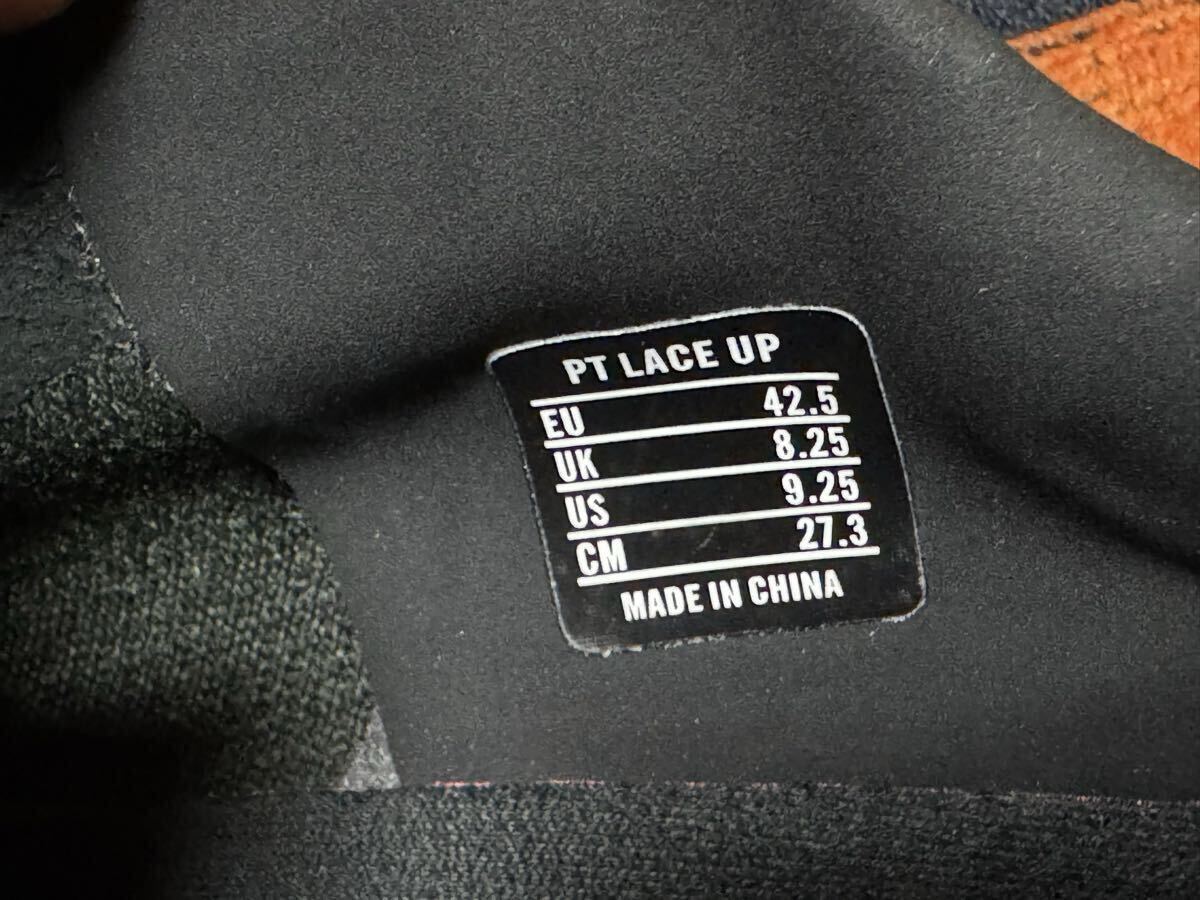 PT LACE UP
EU 42.5
UK 8.25
US 9.25
CM 27.3
MADE IN CHINA